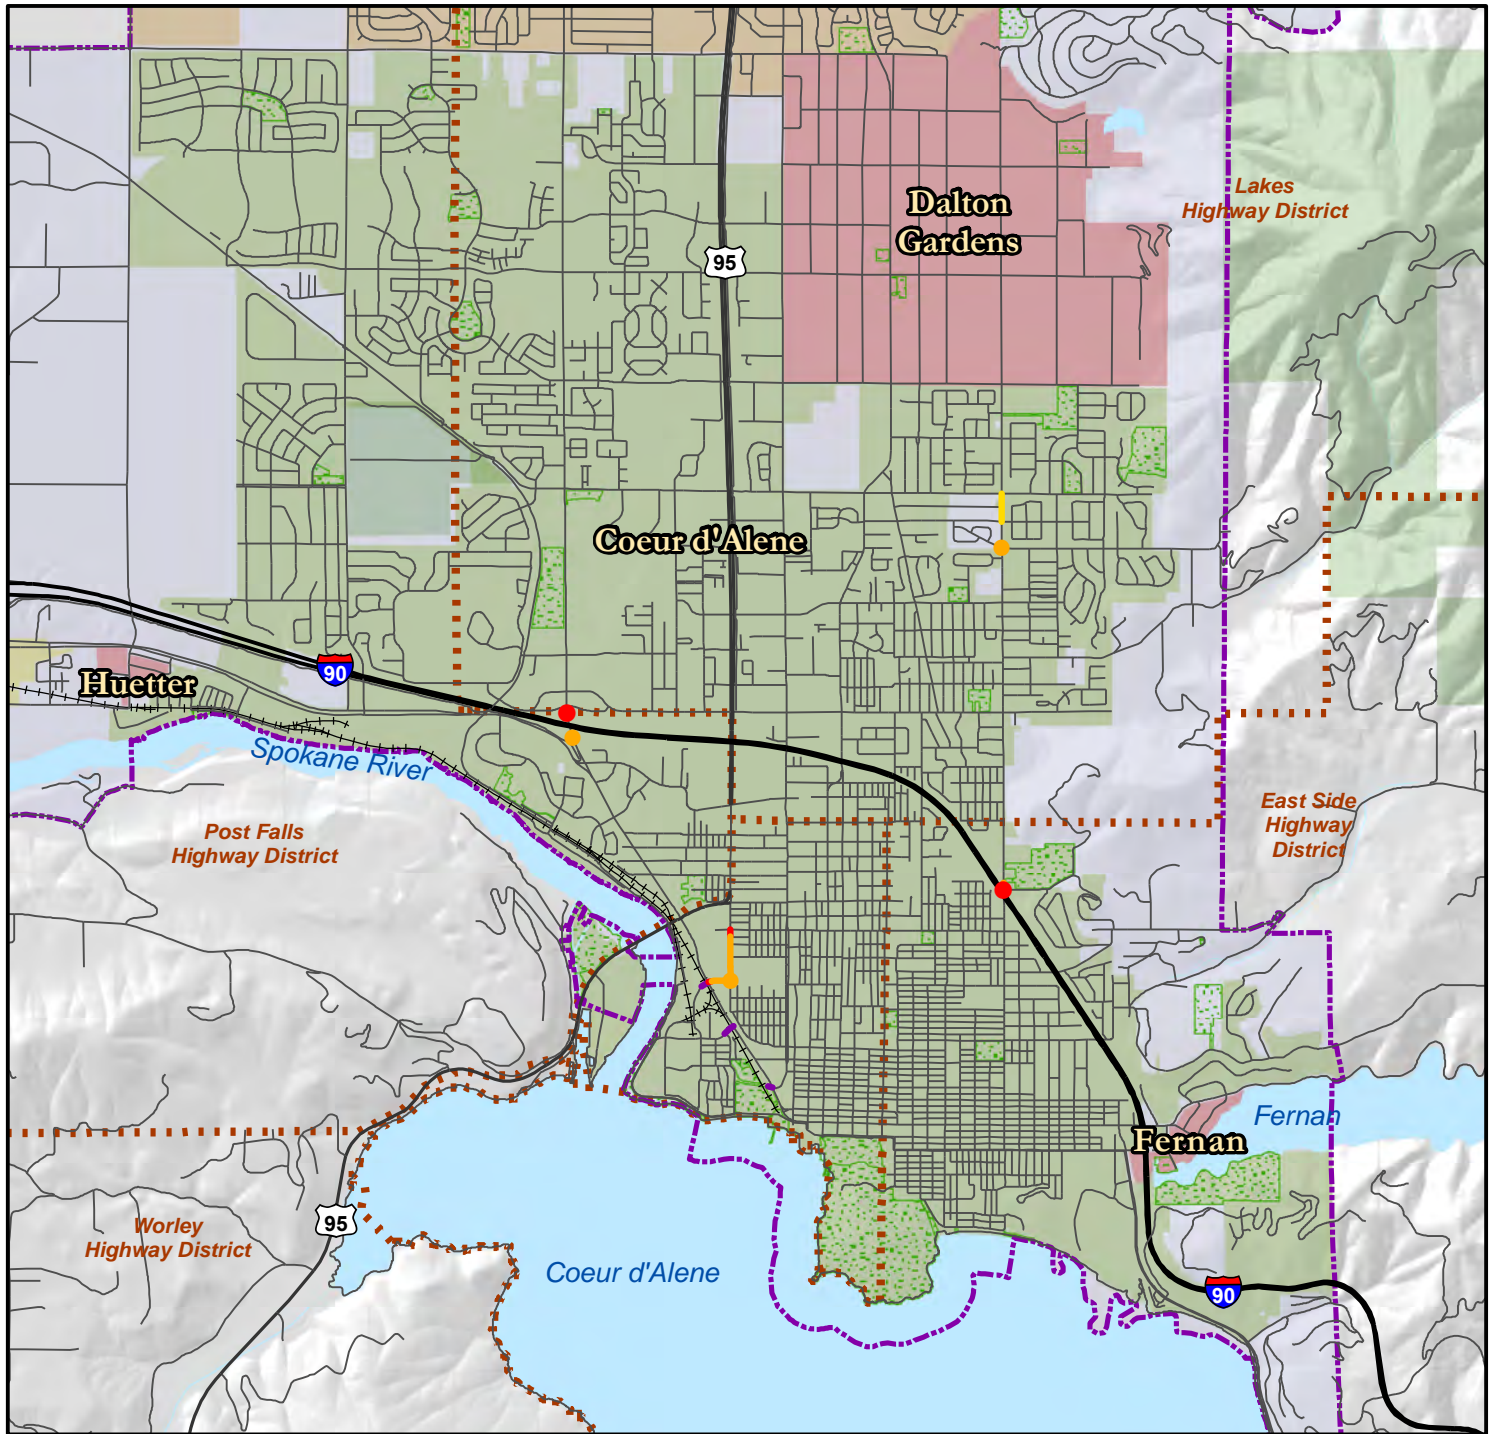 Lakes
Highway District
Dalton
Gardens
95
Coeur d'Alene
90
Huetter
Spokane River
Post Falls
Highway District
East Side
Highway
District
Fernan
Fernan
95
Worley
Highway District
Coeur d'Alene
90